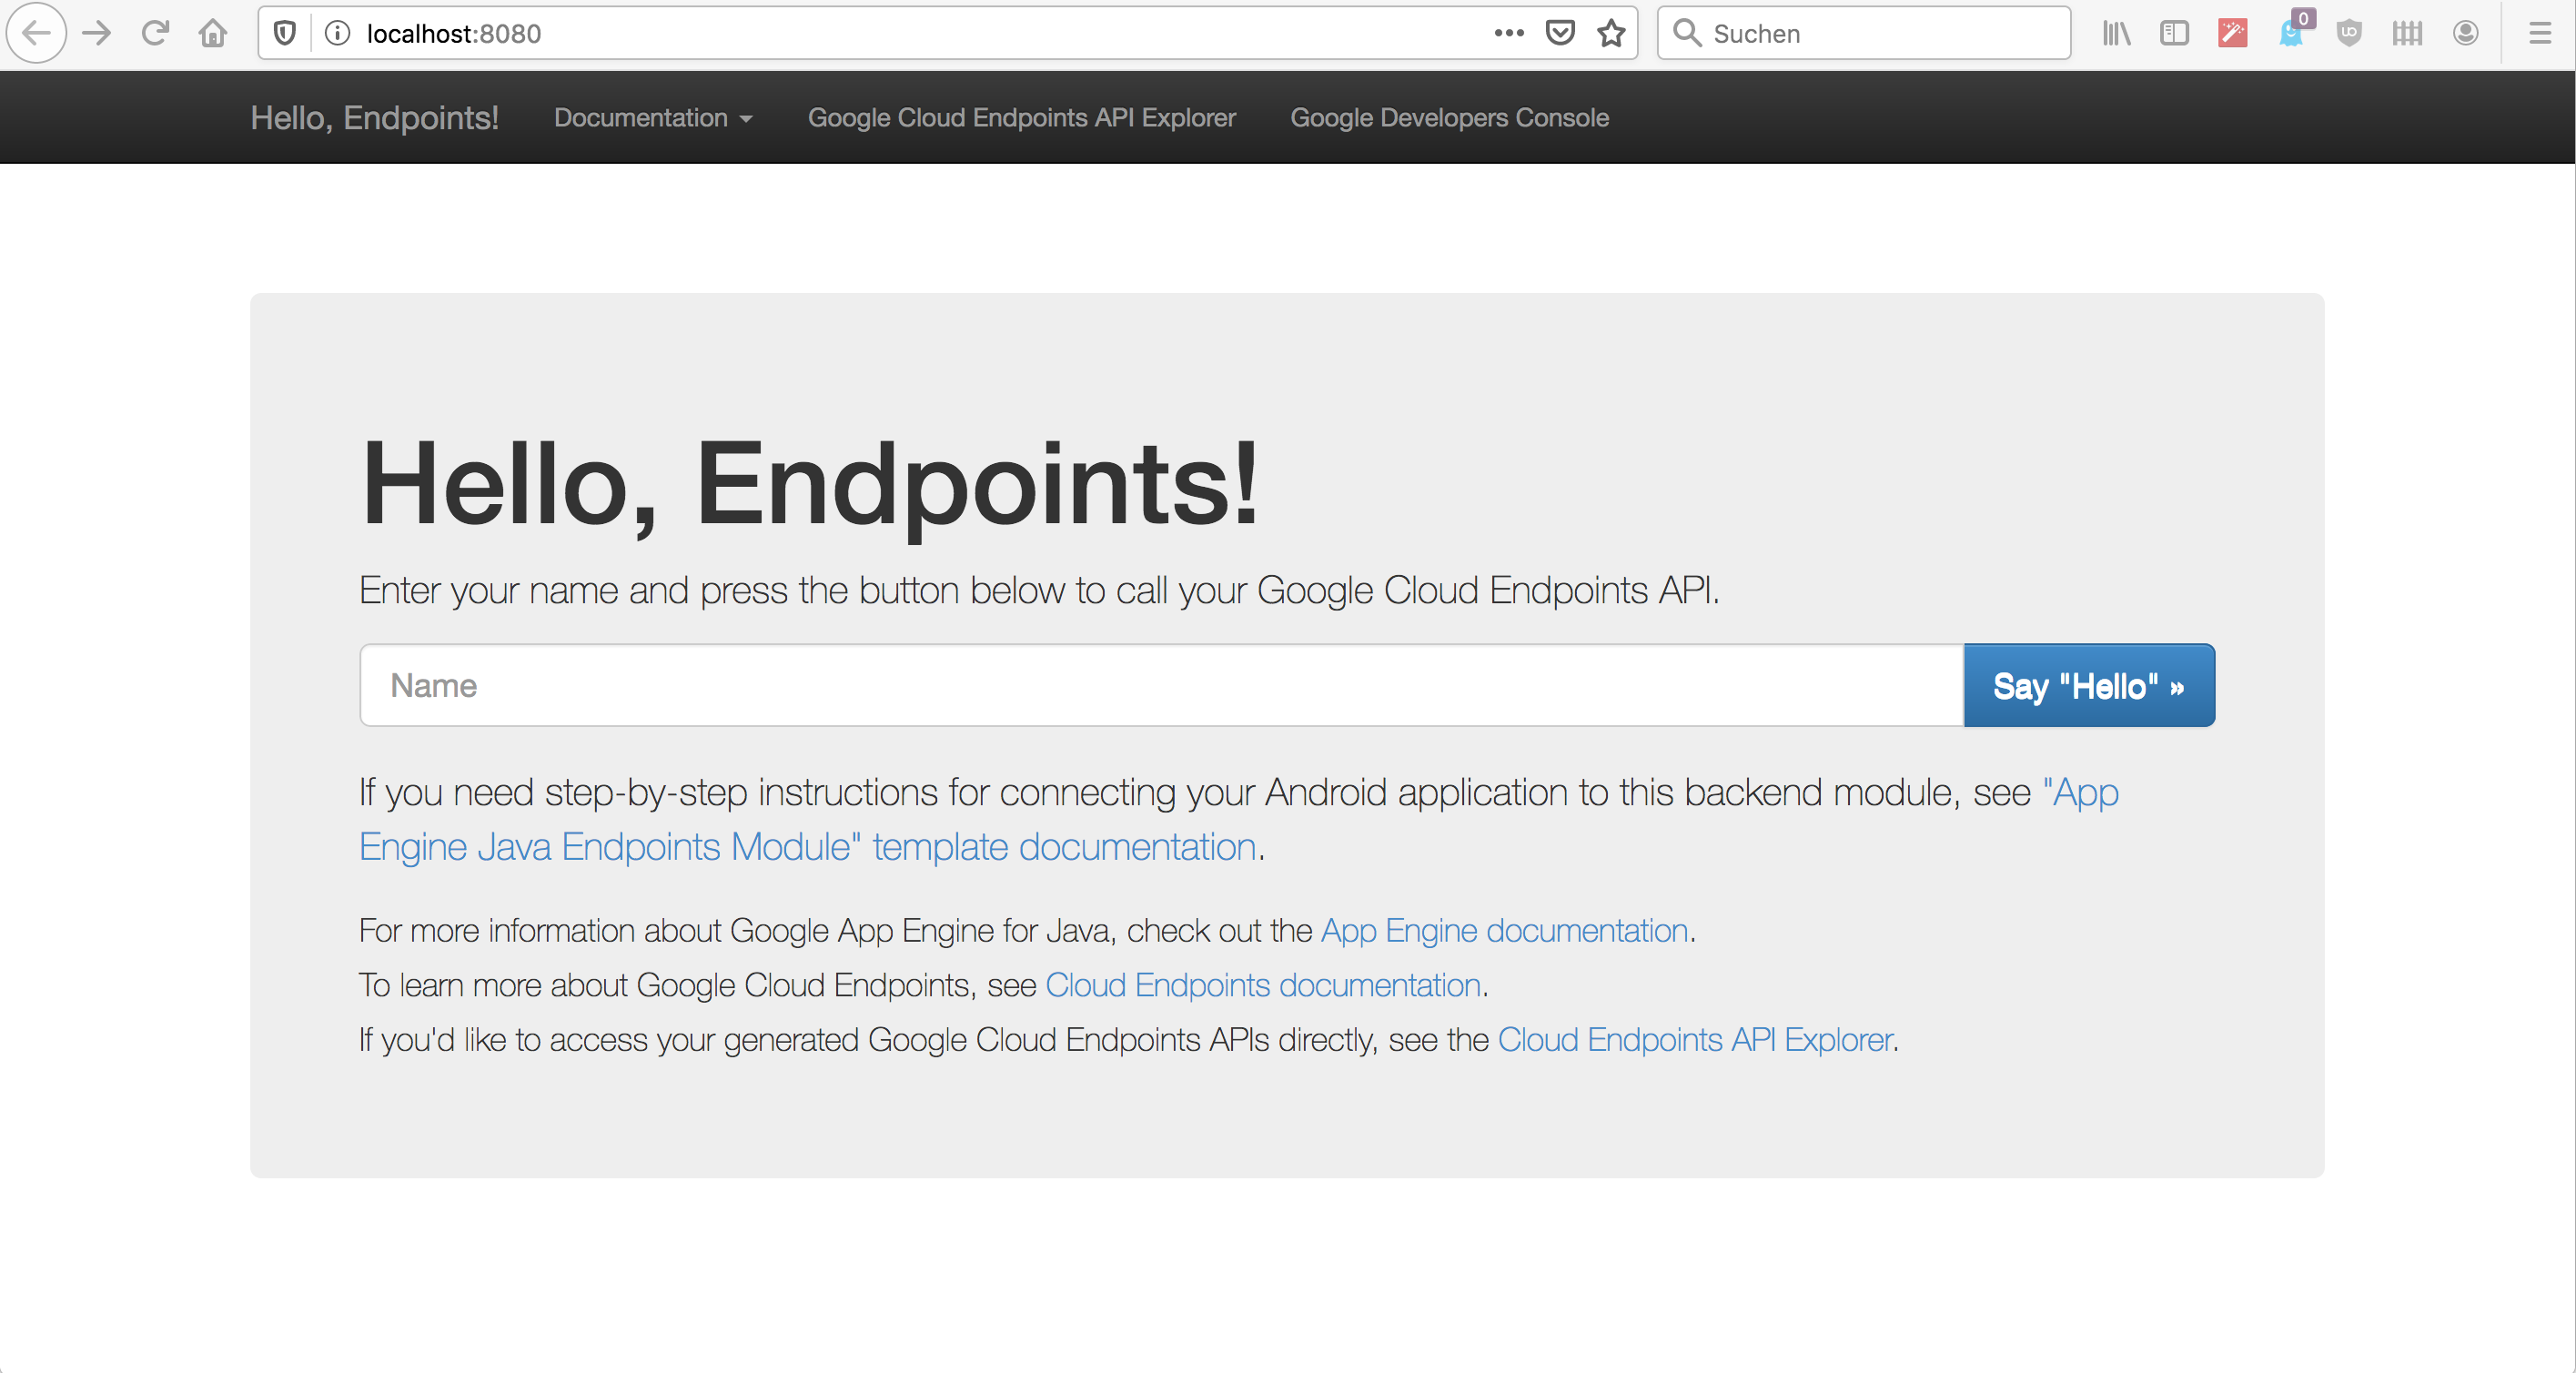 localhost:8080
Suchen
0
Hello, Endpoints!
Documentation
Google Cloud Endpoints API Explorer
Google Developers Console
Hello, Endpoints!
Enter your name and press the button below to call your Google Cloud Endpoints API.
Name
Say "Hello" »
If you need step-by-step instructions for connecting your Android application to this backend module, see "App
Engine Java Endpoints Module" template documentation.
For more information about Google App Engine for Java, check out the App Engine documentation.
To learn more about Google Cloud Endpoints, see Cloud Endpoints documentation.
If you'd like to access your generated Google Cloud Endpoints APIs directly, see the Cloud Endpoints API Explorer.